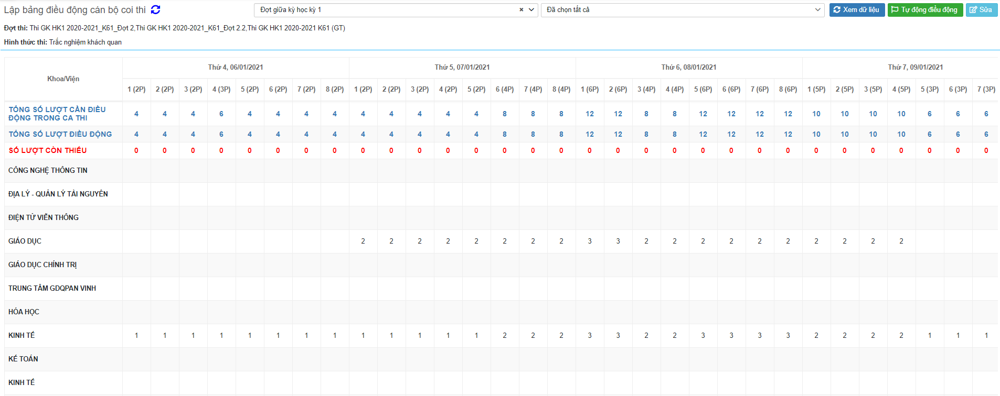 Lập bảng điều động cán bộ coi thi
Đợt giữa kỳ học kỳ 1
Đã chọn tất cả
Xem dữ liệu
Tự động điều động
Sửa
Đợt thi: Thi GK HK1 2020-2021_K61_Đợt 2,Thi GK HK1 2020-2021_K61_Đợt 2.2,Thi GK HK1 2020-2021 K61 (GT)
Hình thức thi: Trắc nghiệm khách quan
Khoa/Viện
Thứ 4, 06/01/2021 Thứ 5, 07/01/2021 Thứ 6, 08/01/2021 Thứ 7, 09/01/2021
1 (2P) 2 (2P) 3 (2P) 4 (3P) 5 (2P) 6 (2P) 7 (2P) 8 (2P) 1 (2P) 2 (2P) 3 (2P) 4 (2P) 5 (2P) 6 (4P) 7 (4P) 8 (4P) 1 (6P) 2 (6P) 3 (4P) 4 (4P) 5 (6P) 6 (6P) 7 (6P) 8 (6P) 1 (5P) 2 (5P) 3 (5P) 4 (5P) 5 (3P) 6 (3P) 7 (3P)
TỔNG SỐ LƯỢT CẦN ĐIỀU
ĐỘNG TRONG CA THI
4 4 4 6 4 4 4 4 4 4 4 4 4 8 8 8 12 12 8 8 12 12 12 12 10 10 10 10 6 6 6
TỔNG SỐ LƯỢT ĐIỀU ĐỘNG 4 4 4 6 4 4 4 4 4 4 4 4 4 8 8 8 12 12 8 8 12 12 12 12 10 10 10 10 6 6 6
SỐ LƯỢT CÒN THIẾU 0 0 0 0 0 0 0 0 0 0 0 0 0 0 0 0 0 0 0 0 0 0 0 0 0 0 0 0 0 0 0
CÔNG NGHỆ THÔNG TIN
ĐỊA LÝ - QUẢN LÝ TÀI NGUYÊN
ĐIỆN TỬ VIỄN THÔNG
GIÁO DỤC 2 2 2 2 2 2 2 2 3 3 2 2 2 2 2 2 2 2 2 2
GIÁO DỤC CHÍNH TRỊ
TRUNG TÂM GDQPAN VINH
HÓA HỌC
KINH TẾ 1 1 1 1 1 1 1 1 1 1 1 1 1 2 2 2 3 3 2 2 3 3 3 3 2 2 2 2 1 1 1
KẾ TOÁN
KINH TẾ